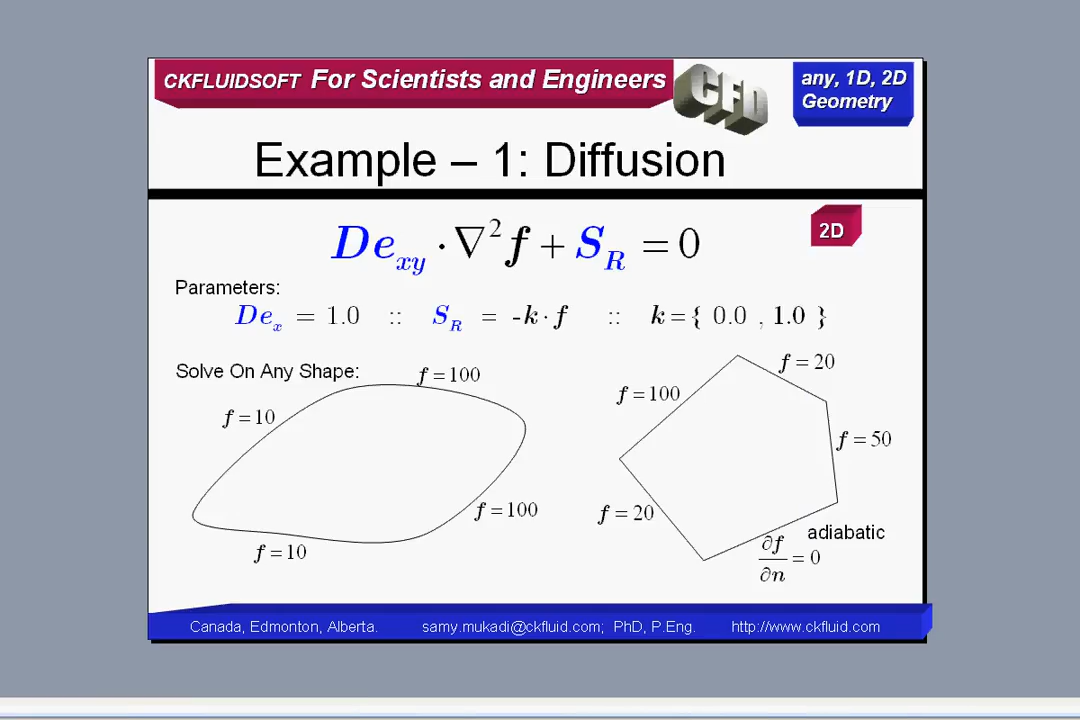 CKFLUIDSOFT For Scientists and Engineers
CFD
any, 1D, 2D
Geometry
Example – 1: Diffusion
De_xy · ∇² f + S_R = 0
2D
Parameters:
De_x = 1.0 :: S_R = -k · f :: k = { 0.0 , 1.0 }
Solve On Any Shape:
f = 100
f = 10
f = 100
f = 10
f = 20
f = 100
f = 50
f = 20
adiabatic
∂f/∂n = 0
Canada, Edmonton, Alberta. samy.mukadi@ckfluid.com; PhD, P.Eng. http://www.ckfluid.com